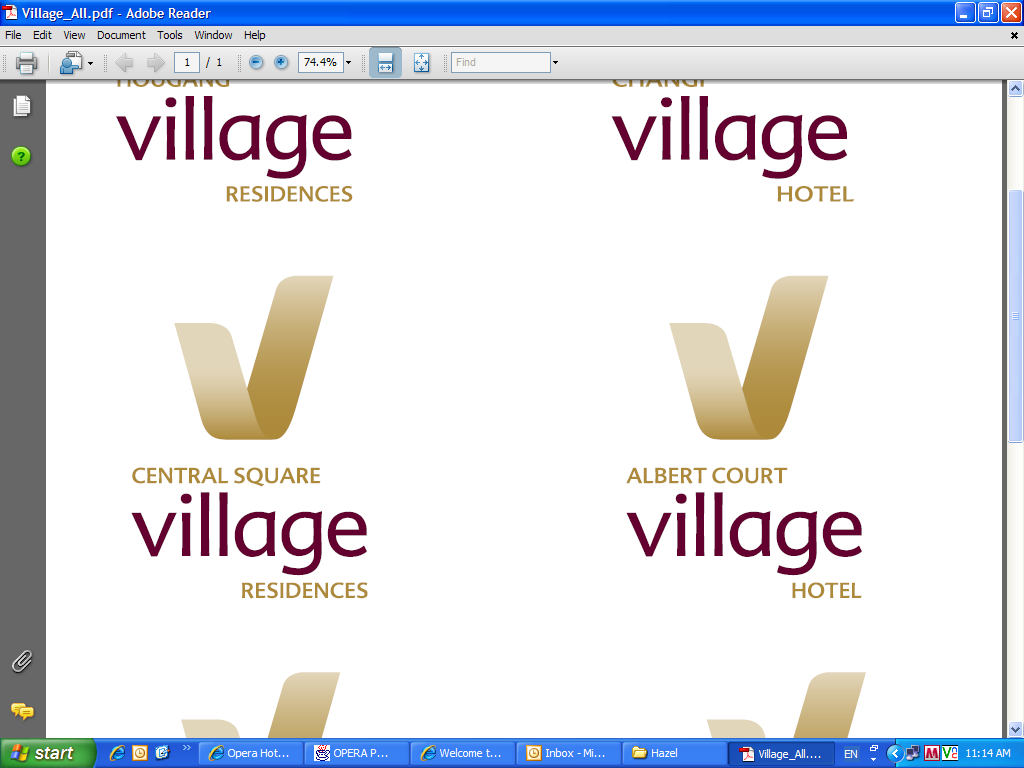 Village_All.pdf - Adobe Reader
File Edit View Document Tools Window Help
1 / 1 74.4% Find
HOUGANG
village
RESIDENCES
CHANGI
village
HOTEL
CENTRAL SQUARE
village
RESIDENCES
ALBERT COURT
village
HOTEL
start Opera Hot... OPERA P... Welcome t... Inbox - Mi... Hazel Village_All.... EN 11:14 AM